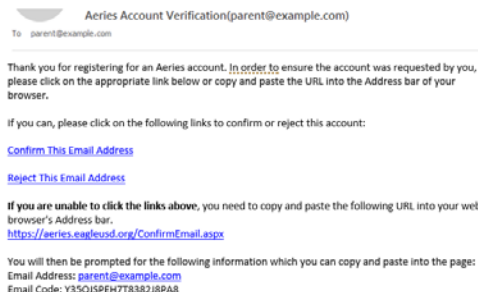 Aeries Account Verification(parent@example.com)
To parent@example.com
Thank you for registering for an Aeries account. In order to ensure the account was requested by you,
please click on the appropriate link below or copy and paste the URL into the Address bar of your
browser.
If you can, please click on the following links to confirm or reject this account:
Confirm This Email Address
Reject This Email Address
If you are unable to click the links above, you need to copy and paste the following URL into your web
browser's Address bar.
https://aeries.eagleusd.org/ConfirmEmail.aspx
You will then be prompted for the following information which you can copy and paste into the page:
Email Address: parent@example.com
Email Code: Y35QJSPEH7T8382J8PA8